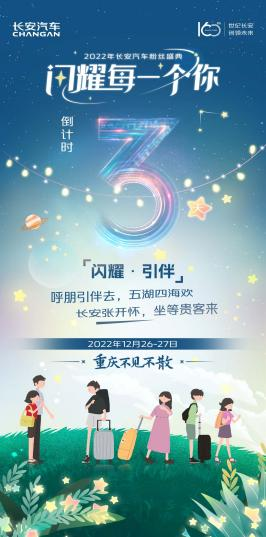 长安汽车
CHANGAN
世纪长安
引领未来
2022年长安汽车粉丝盛典
闪耀每一个你
倒计时
3
「闪耀·引伴」
呼朋引伴去，五湖四海欢
长安张开怀，坐等贵客来
2022年12月26-27日
重庆不见不散